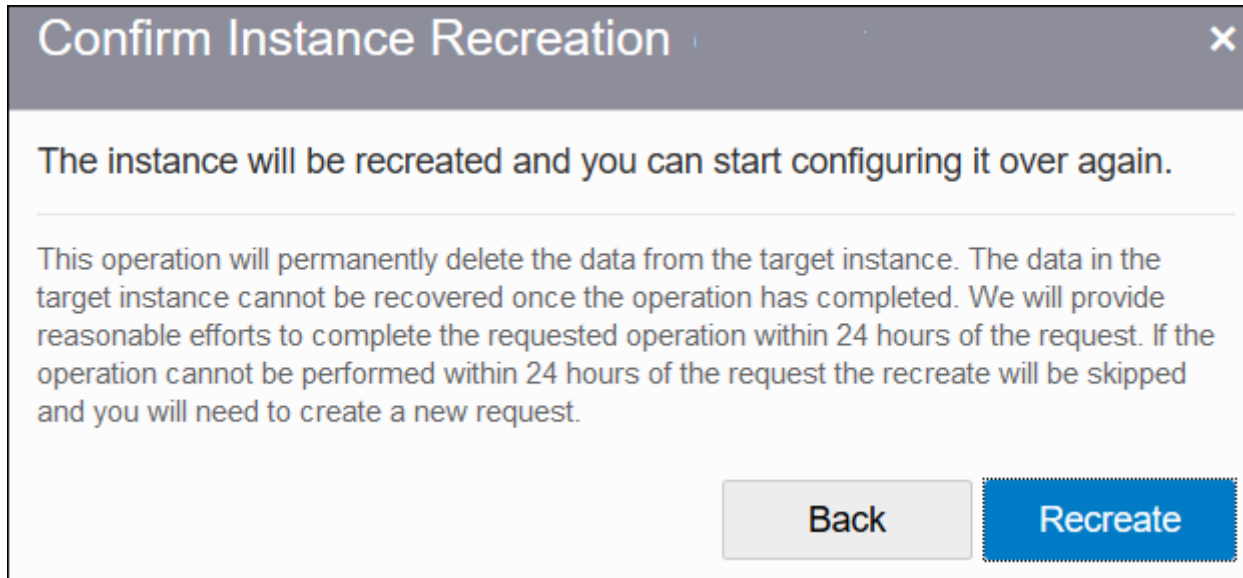 Confirm Instance Recreation
The instance will be recreated and you can start configuring it over again.
This operation will permanently delete the data from the target instance. The data in the
target instance cannot be recovered once the operation has completed. We will provide
reasonable efforts to complete the requested operation within 24 hours of the request. If the
operation cannot be performed within 24 hours of the request the recreate will be skipped
and you will need to create a new request.
Back
Recreate